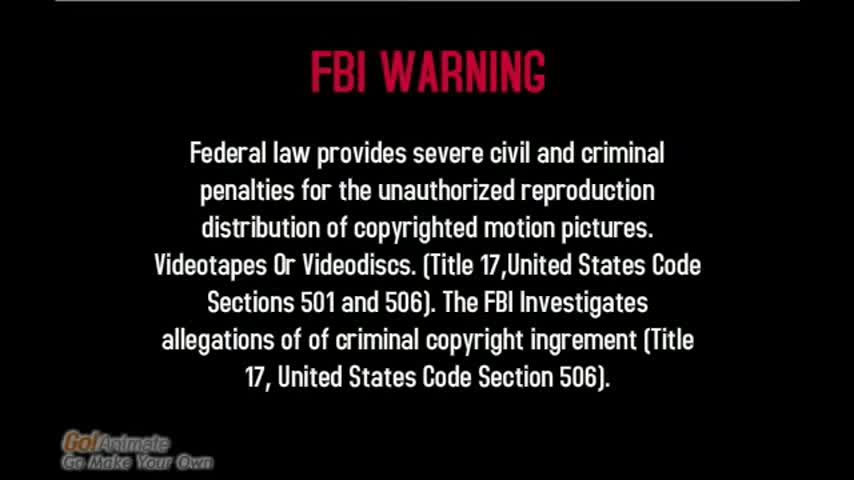 FBI WARNING
Federal law provides severe civil and criminal
penalties for the unauthorized reproduction
distribution of copyrighted motion pictures.
Videotapes Or Videodiscs. (Title 17,United States Code
Sections 501 and 506). The FBI Investigates
allegations of of criminal copyright ingrement (Title
17, United States Code Section 506).
Go!Animate
Go Make Your Own